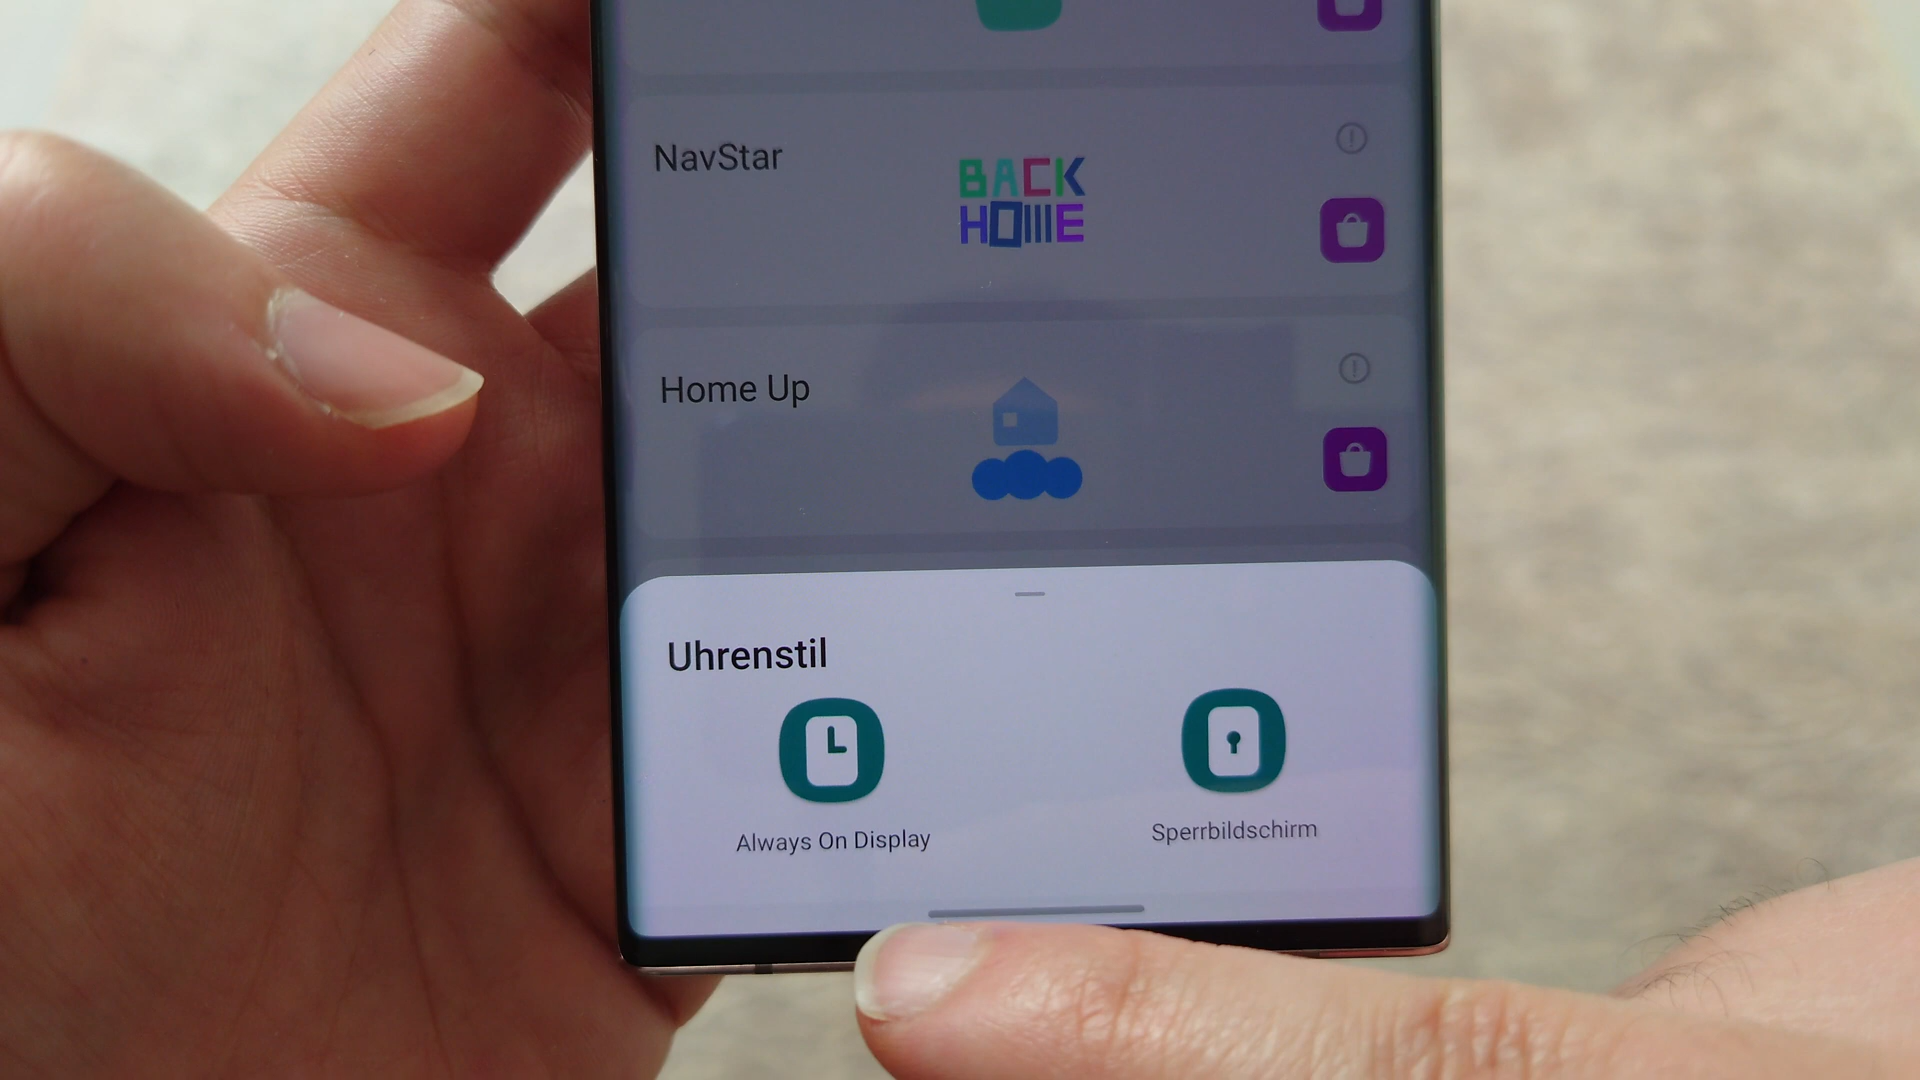 NavStar
BACK
HOME
Home Up
Uhrenstil
Always On Display
Sperrbildschirm